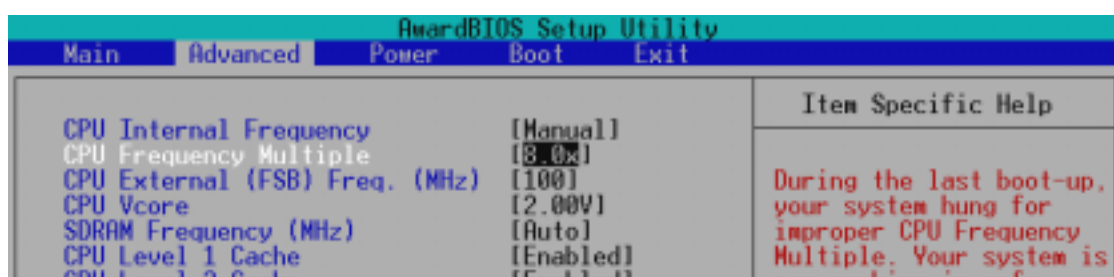 AwardBIOS Setup Utility
Main Advanced Power Boot Exit
Item Specific Help
CPU Internal Frequency [Manual]
CPU Frequency Multiple [8.0x]
CPU External (FSB) Freq. (MHz) [100]
CPU Vcore [2.00V]
SDRAM Frequency (MHz) [Auto]
CPU Level 1 Cache [Enabled]
During the last boot-up,
your system hung for
improper CPU Frequency
Multiple. Your system is